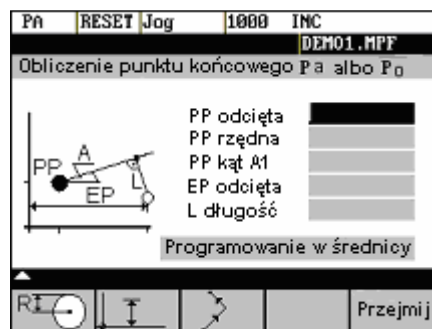 PA RESET Jog 1000 INC
DEMO1.MPF
Obliczenie punktu końcowego Pa albo Po
PP odcięta
PP rzędna
PP kąt A1
EP odcięta
L długość
PP A EP L
Programowanie w średnicy
R Przejmij